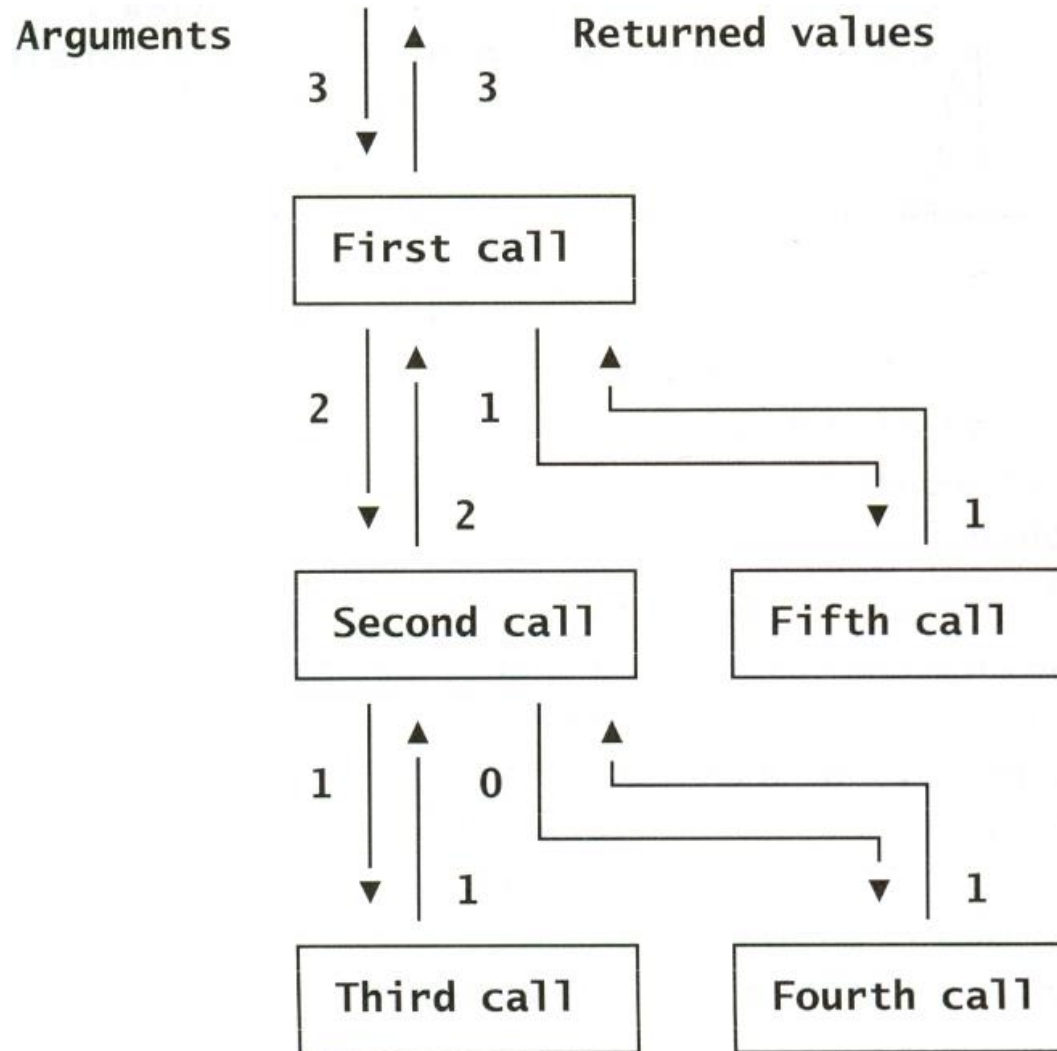 Arguments Returned values
3 3
First call
2 1
2 1
Second call Fifth call
1 0
1 1
Third call Fourth call